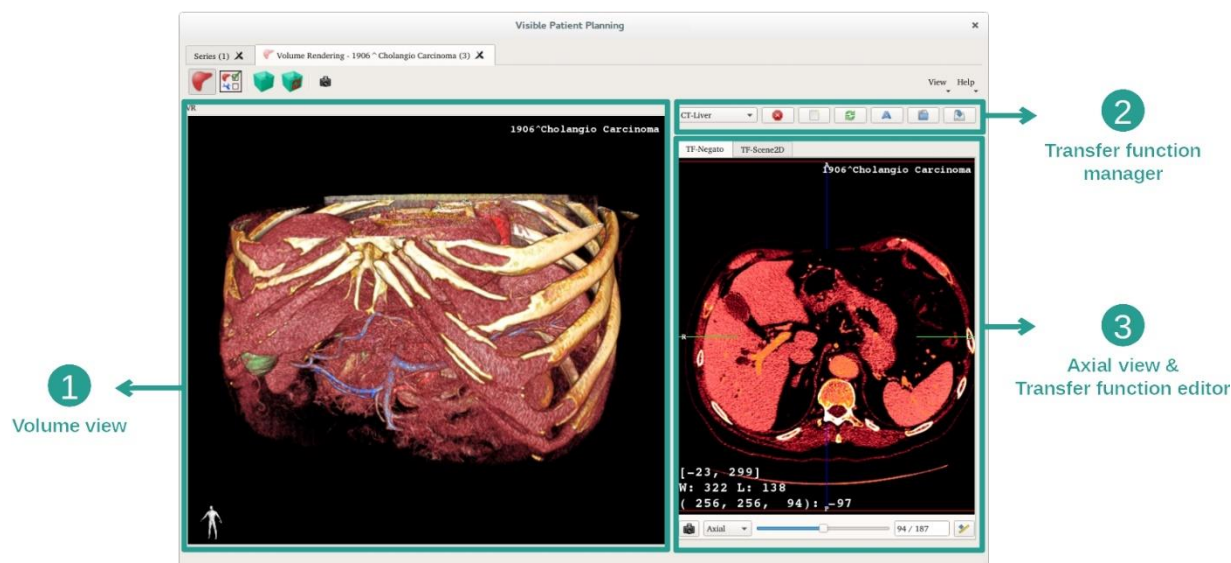 Visible Patient Planning
Series (1)
Volume Rendering - 1906^Cholangio Carcinoma (3)
View Help
VR
1906^Cholangio Carcinoma
1
Volume view
CT-Liver
2
Transfer function
manager
TF-Negato TF-Scene2D
1906^Cholangio Carcinoma
[-23, 299]
W: 322 L: 138
( 256, 256, 94): -97
Axial
94 / 187
3
Axial view &
Transfer function editor